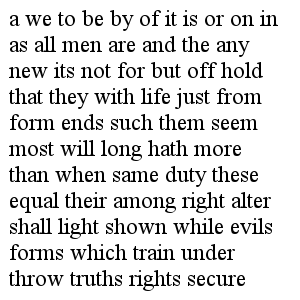 a we to be by of it is or on in
as all men are and the any
new its not for but off hold
that they with life just from
form ends such them seem
most will long hath more
than when same duty these
equal their among right alter
shall light shown while evils
forms which train under
throw truths rights secure